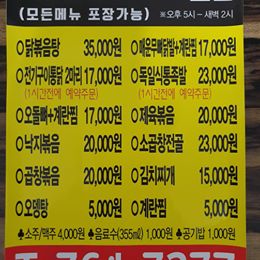 (모든메뉴 포장가능) ※오후 5시 - 새벽 2시
○닭볶음탕 35,000원
○매운무뼈닭발+계란찜 17,000원
○전기구이통닭 2마리 17,000원
(1시간전에 예약주문)
○독일식통족발 23,000원
(1시간전에 예약주문)
○오돌뼈+계란찜 17,000원
○제육볶음 20,000원
○낙지볶음 20,000원
○소곱창전골 23,000원
○곱창볶음 20,000원
○김치찌개 15,000원
○오뎅탕 5,000원
○계란찜 5,000원
♠소주/맥주 4,000원 ♠음료수(355㎖) 1,000원 ♠공기밥 1,000원